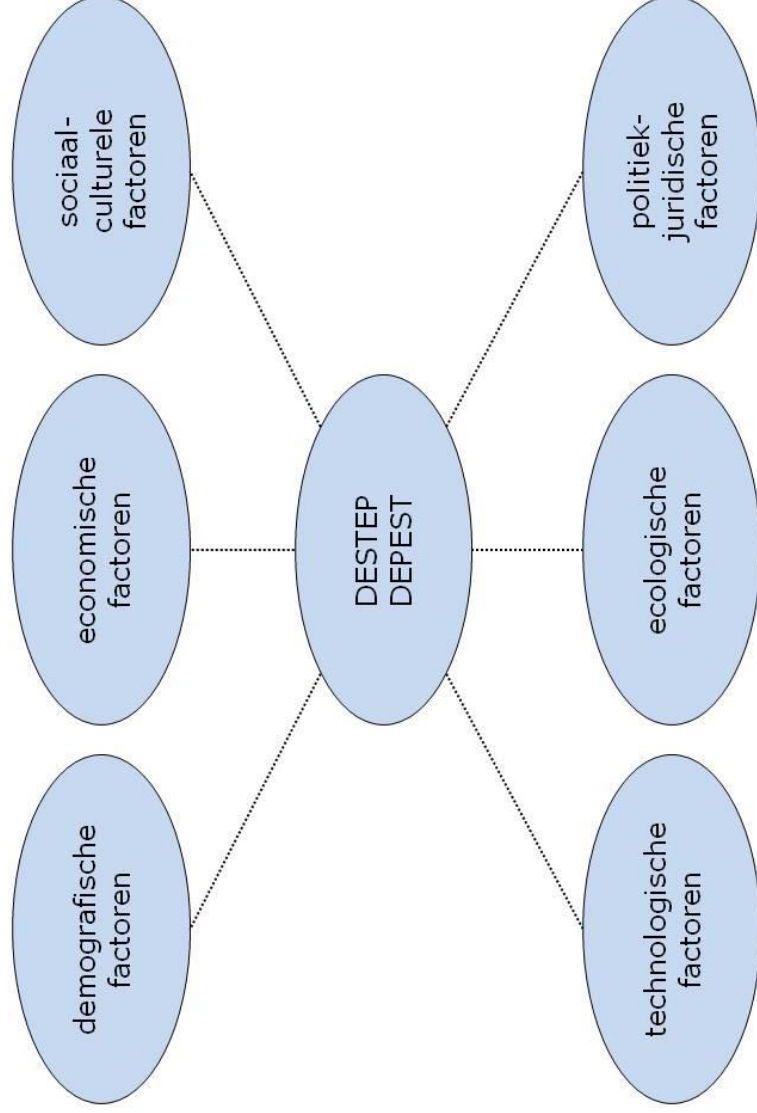 demografische
factoren
economische
factoren
sociaal-
culturele
factoren
DESTEP
DEPEST
technologische
factoren
ecologische
factoren
politiek-
juridische
factoren